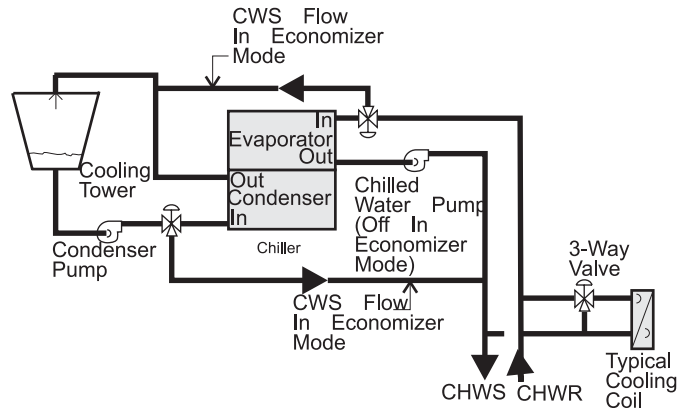 CWS Flow
In Economizer
Mode
In
Evaporator
Out
Out
Condenser
In
Chiller
Cooling
Tower
Condenser
Pump
Chilled
Water Pump
(Off In
Economizer
Mode)
CWS Flow
In Economizer
Mode
3-Way
Valve
Typical
Cooling
Coil
CHWS
CHWR